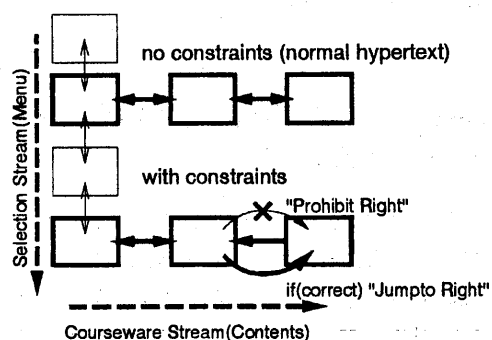 no constraints (normal hypertext)
Selection Stream(Menu)
with constraints
"Prohibit Right"
if(correct) "Jumpto Right"
Courseware Stream(Contents)